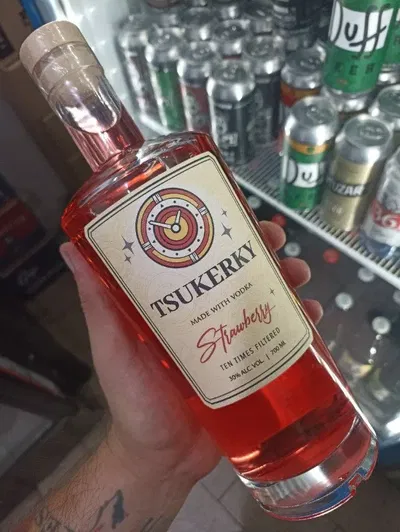 TSUKERKY
MADE WITH VODKA
Strawberry
TEN TIMES FILTERED
30% ALC.VOL. | 700 Ml
Duff
Duff